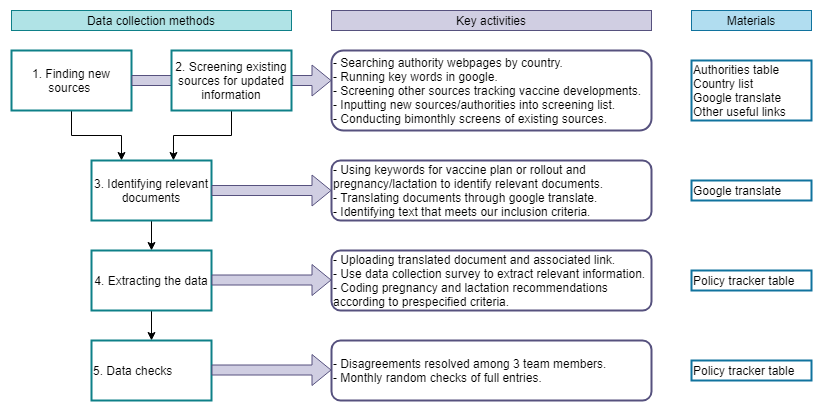 Data collection methods
Key activities
Materials
1. Finding new
sources
2. Screening existing
sources for updated
information
- Searching authority webpages by country.
- Running key words in google.
- Screening other sources tracking vaccine developments.
- Inputting new sources/authorities into screening list.
- Conducting bimonthly screens of existing sources.
Authorities table
Country list
Google translate
Other useful links
3. Identifying relevant
documents
- Using keywords for vaccine plan or rollout and
pregnancy/lactation to identify relevant documents.
- Translating documents through google translate.
- Identifying text that meets our inclusion criteria.
Google translate
4. Extracting the data
- Uploading translated document and associated link.
- Use data collection survey to extract relevant information.
- Coding pregnancy and lactation recommendations
according to prespecified criteria.
Policy tracker table
5. Data checks
- Disagreements resolved among 3 team members.
- Monthly random checks of full entries.
Policy tracker table